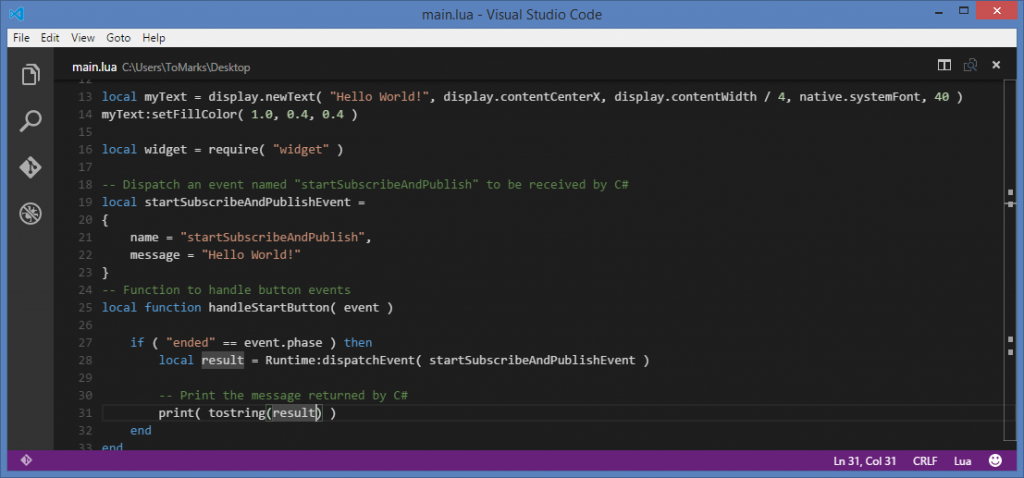 main.lua - Visual Studio Code
File Edit View Goto Help
main.lua C:\Users\ToMarks\Desktop
12
13 local myText = display.newText( "Hello World!", display.contentCenterX, display.contentWidth / 4, native.systemFont, 40 )
14 myText:setFillColor( 1.0, 0.4, 0.4 )
15
16 local widget = require( "widget" )
17
18 -- Dispatch an event named "startSubscribeAndPublish" to be received by C#
19 local startSubscribeAndPublishEvent =
20 {
21     name = "startSubscribeAndPublish",
22     message = "Hello World!"
23 }
24 -- Function to handle button events
25 local function handleStartButton( event )
26
27     if ( "ended" == event.phase ) then
28         local result = Runtime:dispatchEvent( startSubscribeAndPublishEvent )
29
30         -- Print the message returned by C#
31         print( tostring(result) )
32     end
33 end
Ln 31, Col 31 CRLF Lua